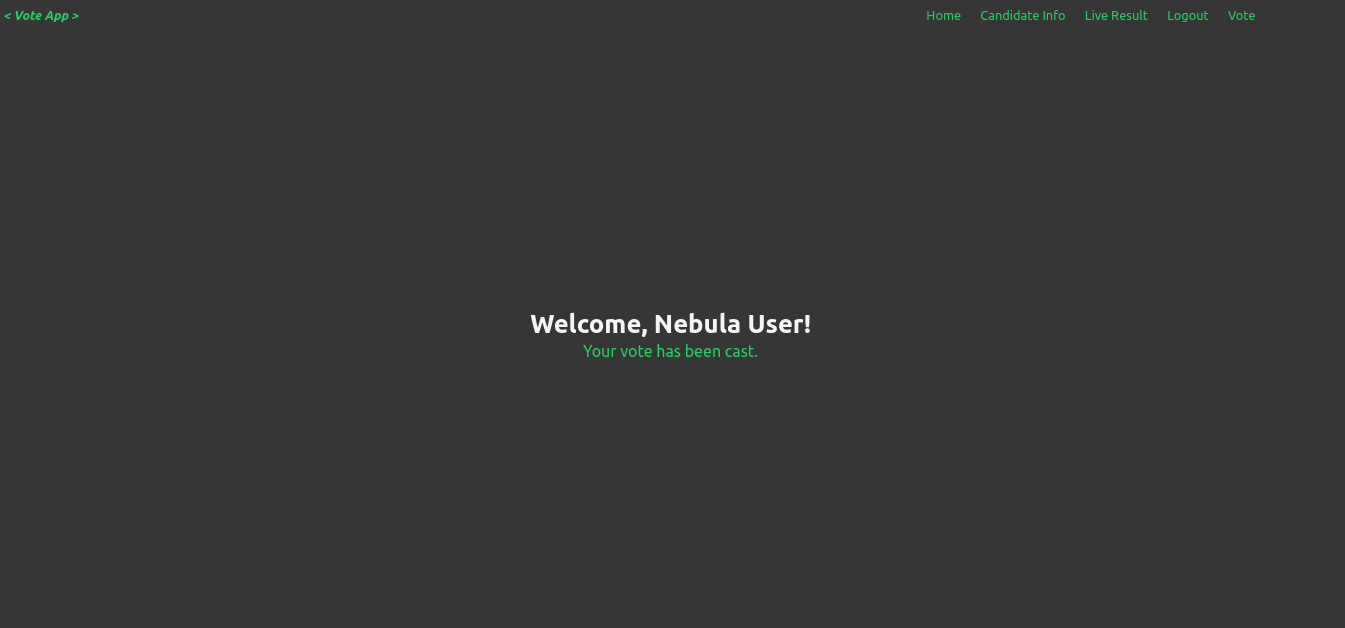 < Vote App > Home Candidate Info Live Result Logout Vote
Welcome, Nebula User!
Your vote has been cast.